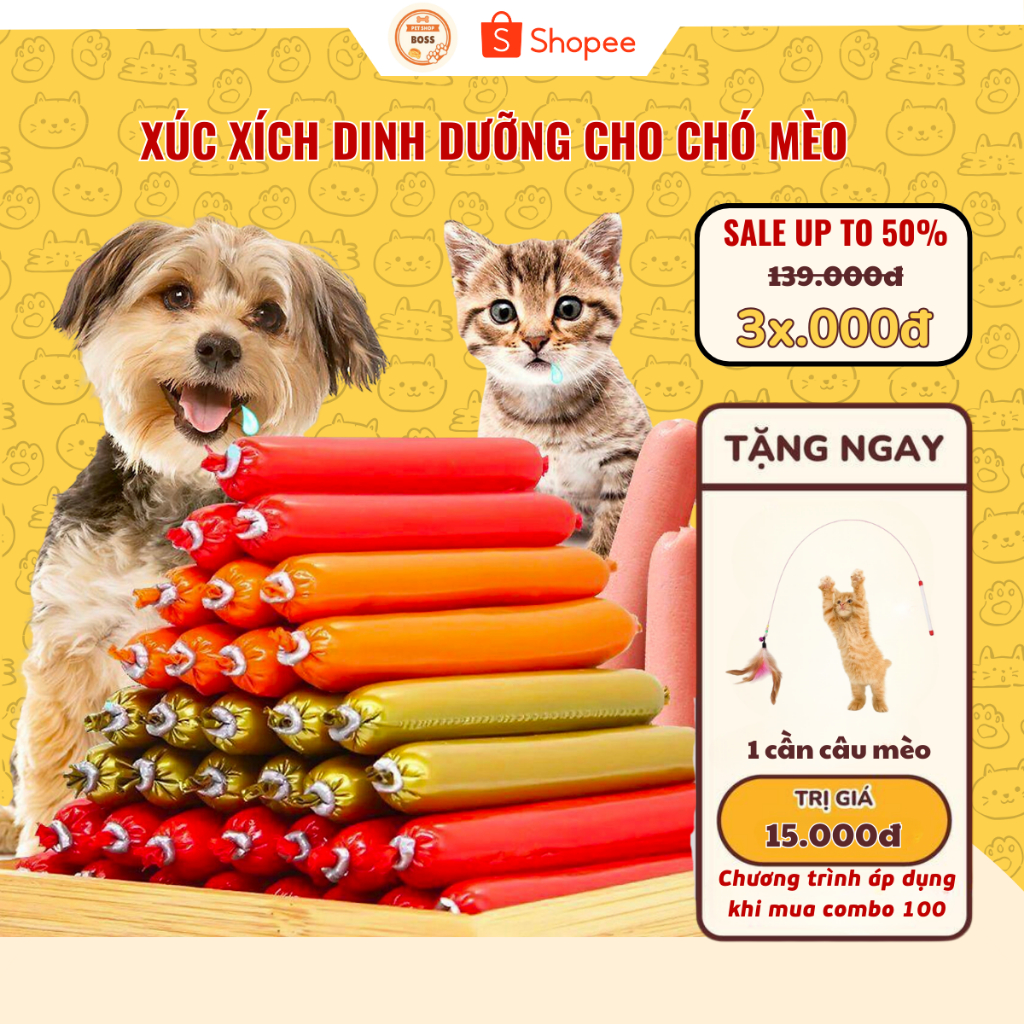 PET SHOP
BOSS
S Shopee
XÚC XÍCH DINH DƯỠNG CHO CHÓ MÈO
SALE UP TO 50%
139.000đ
3x.000đ
TẶNG NGAY
1 cần câu mèo
TRỊ GIÁ
15.000đ
Chương trình áp dụng
khi mua combo 100